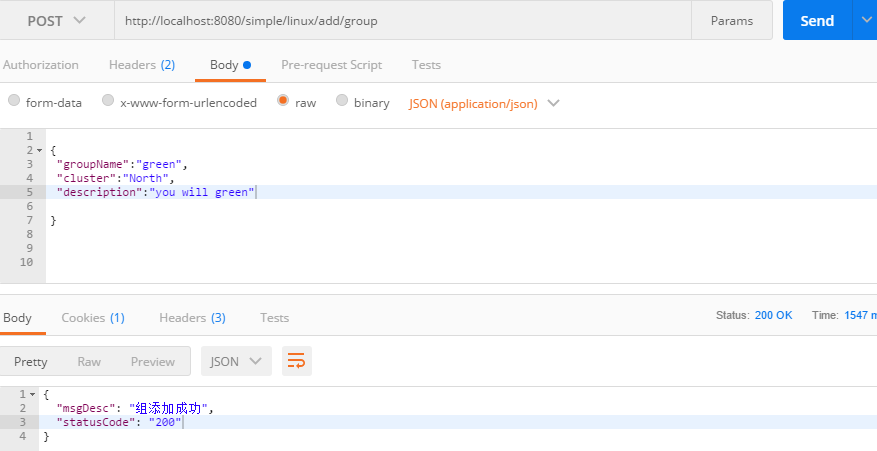 POST http://localhost:8080/simple/linux/add/group Params Send
Authorization Headers (2) Body Pre-request Script Tests
form-data x-www-form-urlencoded raw binary JSON (application/json)
1
2 {
3 "groupName":"green",
4 "cluster":"North",
5 "description":"you will green"
6
7 }
8
9
10
Body Cookies (1) Headers (3) Tests Status: 200 OK Time: 1547 m
Pretty Raw Preview JSON
1 {
2 "msgDesc": "组添加成功",
3 "statusCode": "200"
4 }